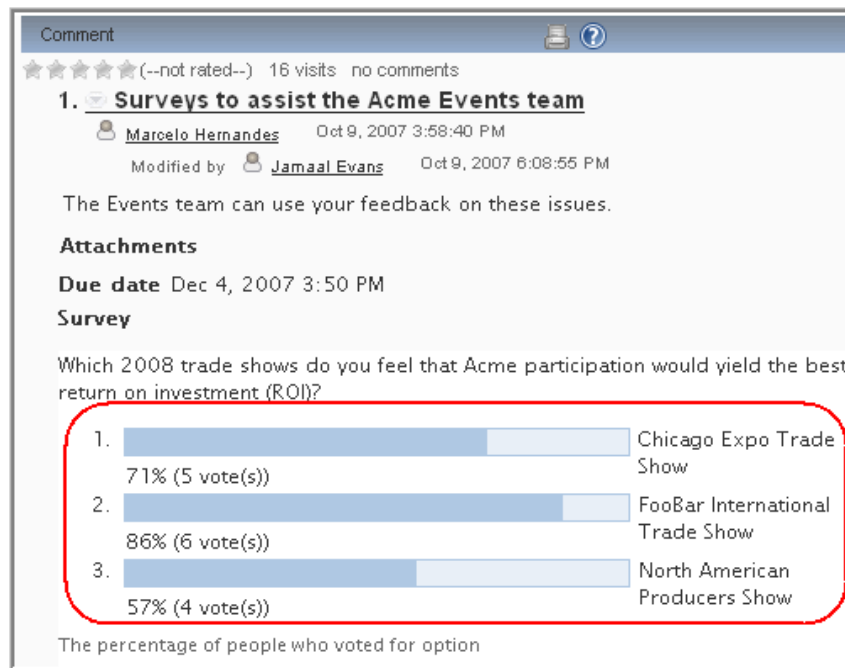 Comment
(--not rated--) 16 visits no comments
1. Surveys to assist the Acme Events team
Marcelo Hernandes Oct 9, 2007 3:58:40 PM
Modified by Jamaal Evans Oct 9, 2007 6:08:55 PM
The Events team can use your feedback on these issues.
Attachments
Due date Dec 4, 2007 3:50 PM
Survey
Which 2008 trade shows do you feel that Acme participation would yield the best
return on investment (ROI)?
1. Chicago Expo Trade
Show
71% (5 vote(s))
2. FooBar International
Trade Show
86% (6 vote(s))
3. North American
Producers Show
57% (4 vote(s))
The percentage of people who voted for option